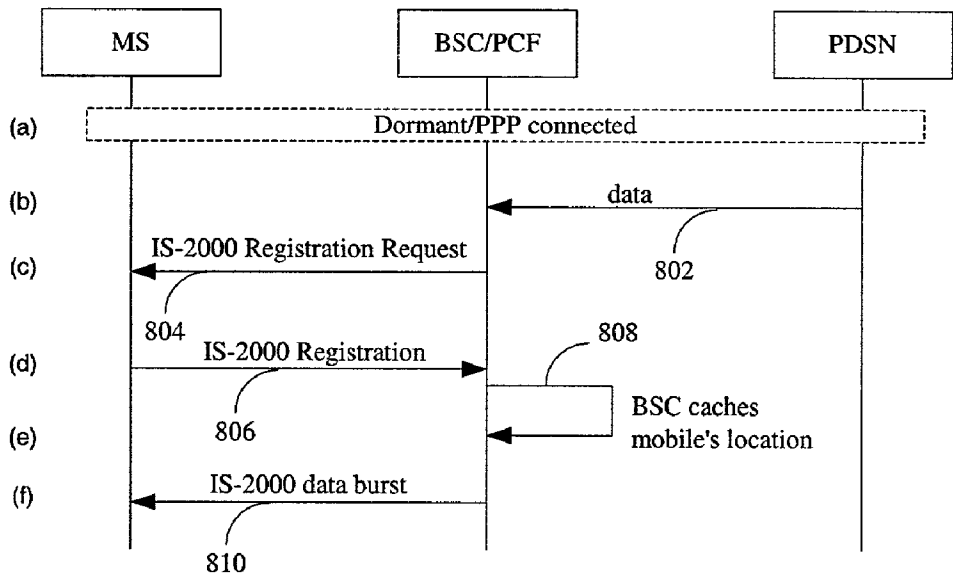 MS
BSC/PCF
PDSN
(a)
Dormant/PPP connected
(b)
data
802
(c)
IS-2000 Registration Request
804
808
(d)
IS-2000 Registration
806
BSC caches
mobile's location
(e)
(f)
IS-2000 data burst
810